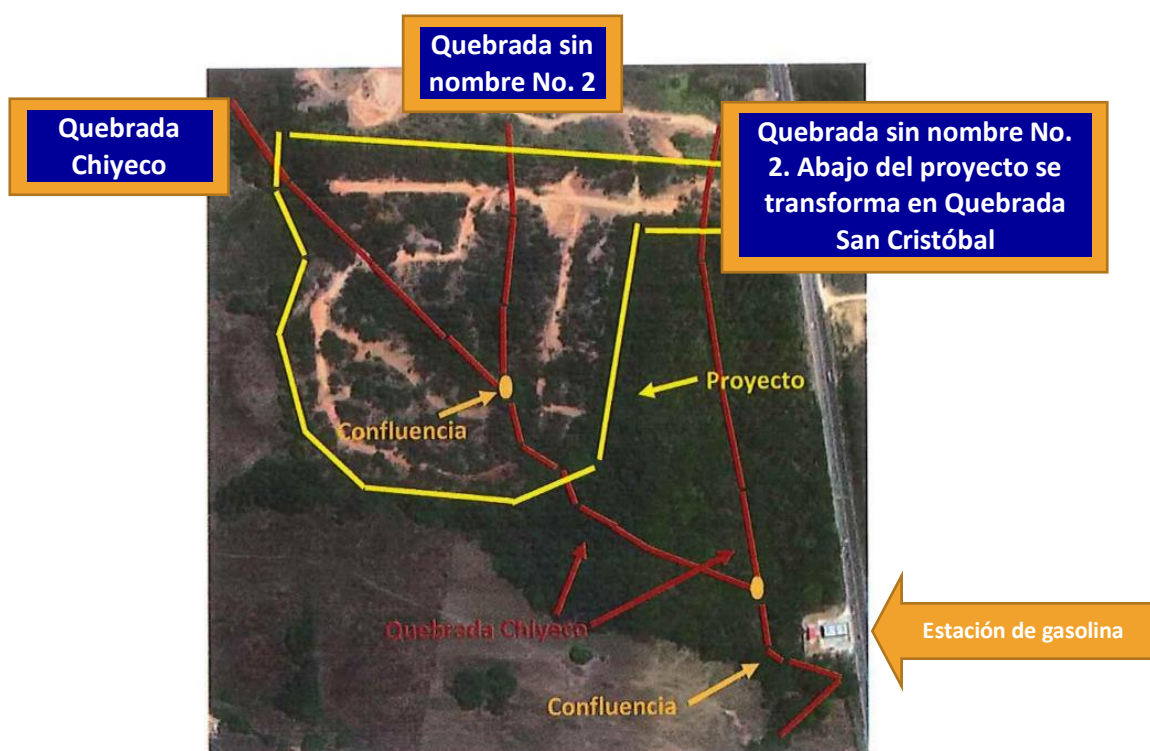 Quebrada sin
nombre No. 2
Quebrada
Chiyeco
Quebrada sin nombre No.
2. Abajo del proyecto se
transforma en Quebrada
San Cristóbal
Proyecto
Confluencia
Quebrada Chiyeco
Estación de gasolina
Confluencia